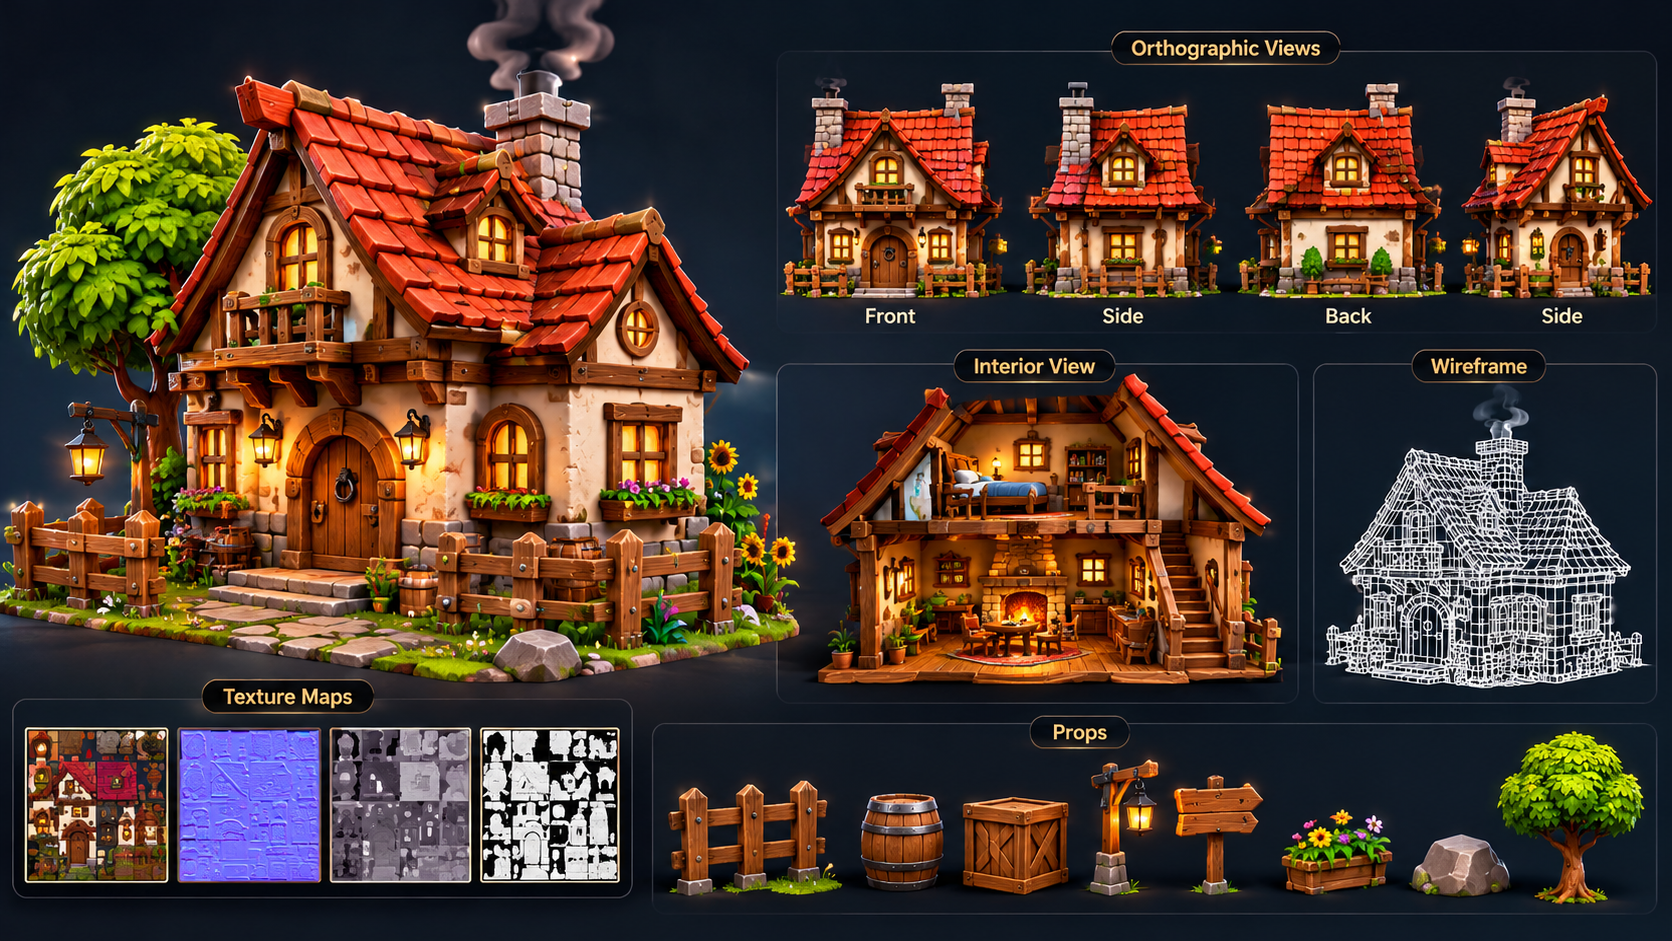 Orthographic Views
Front
Side
Back
Side
Interior View
Wireframe
Texture Maps
Props